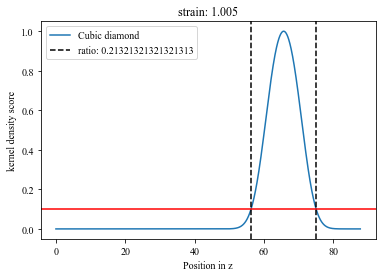 strain: 1.005
Cubic diamond
ratio: 0.21321321321321313
kernel density score
1.0
0.8
0.6
0.4
0.2
0.0
0 20 40 60 80
Position in z